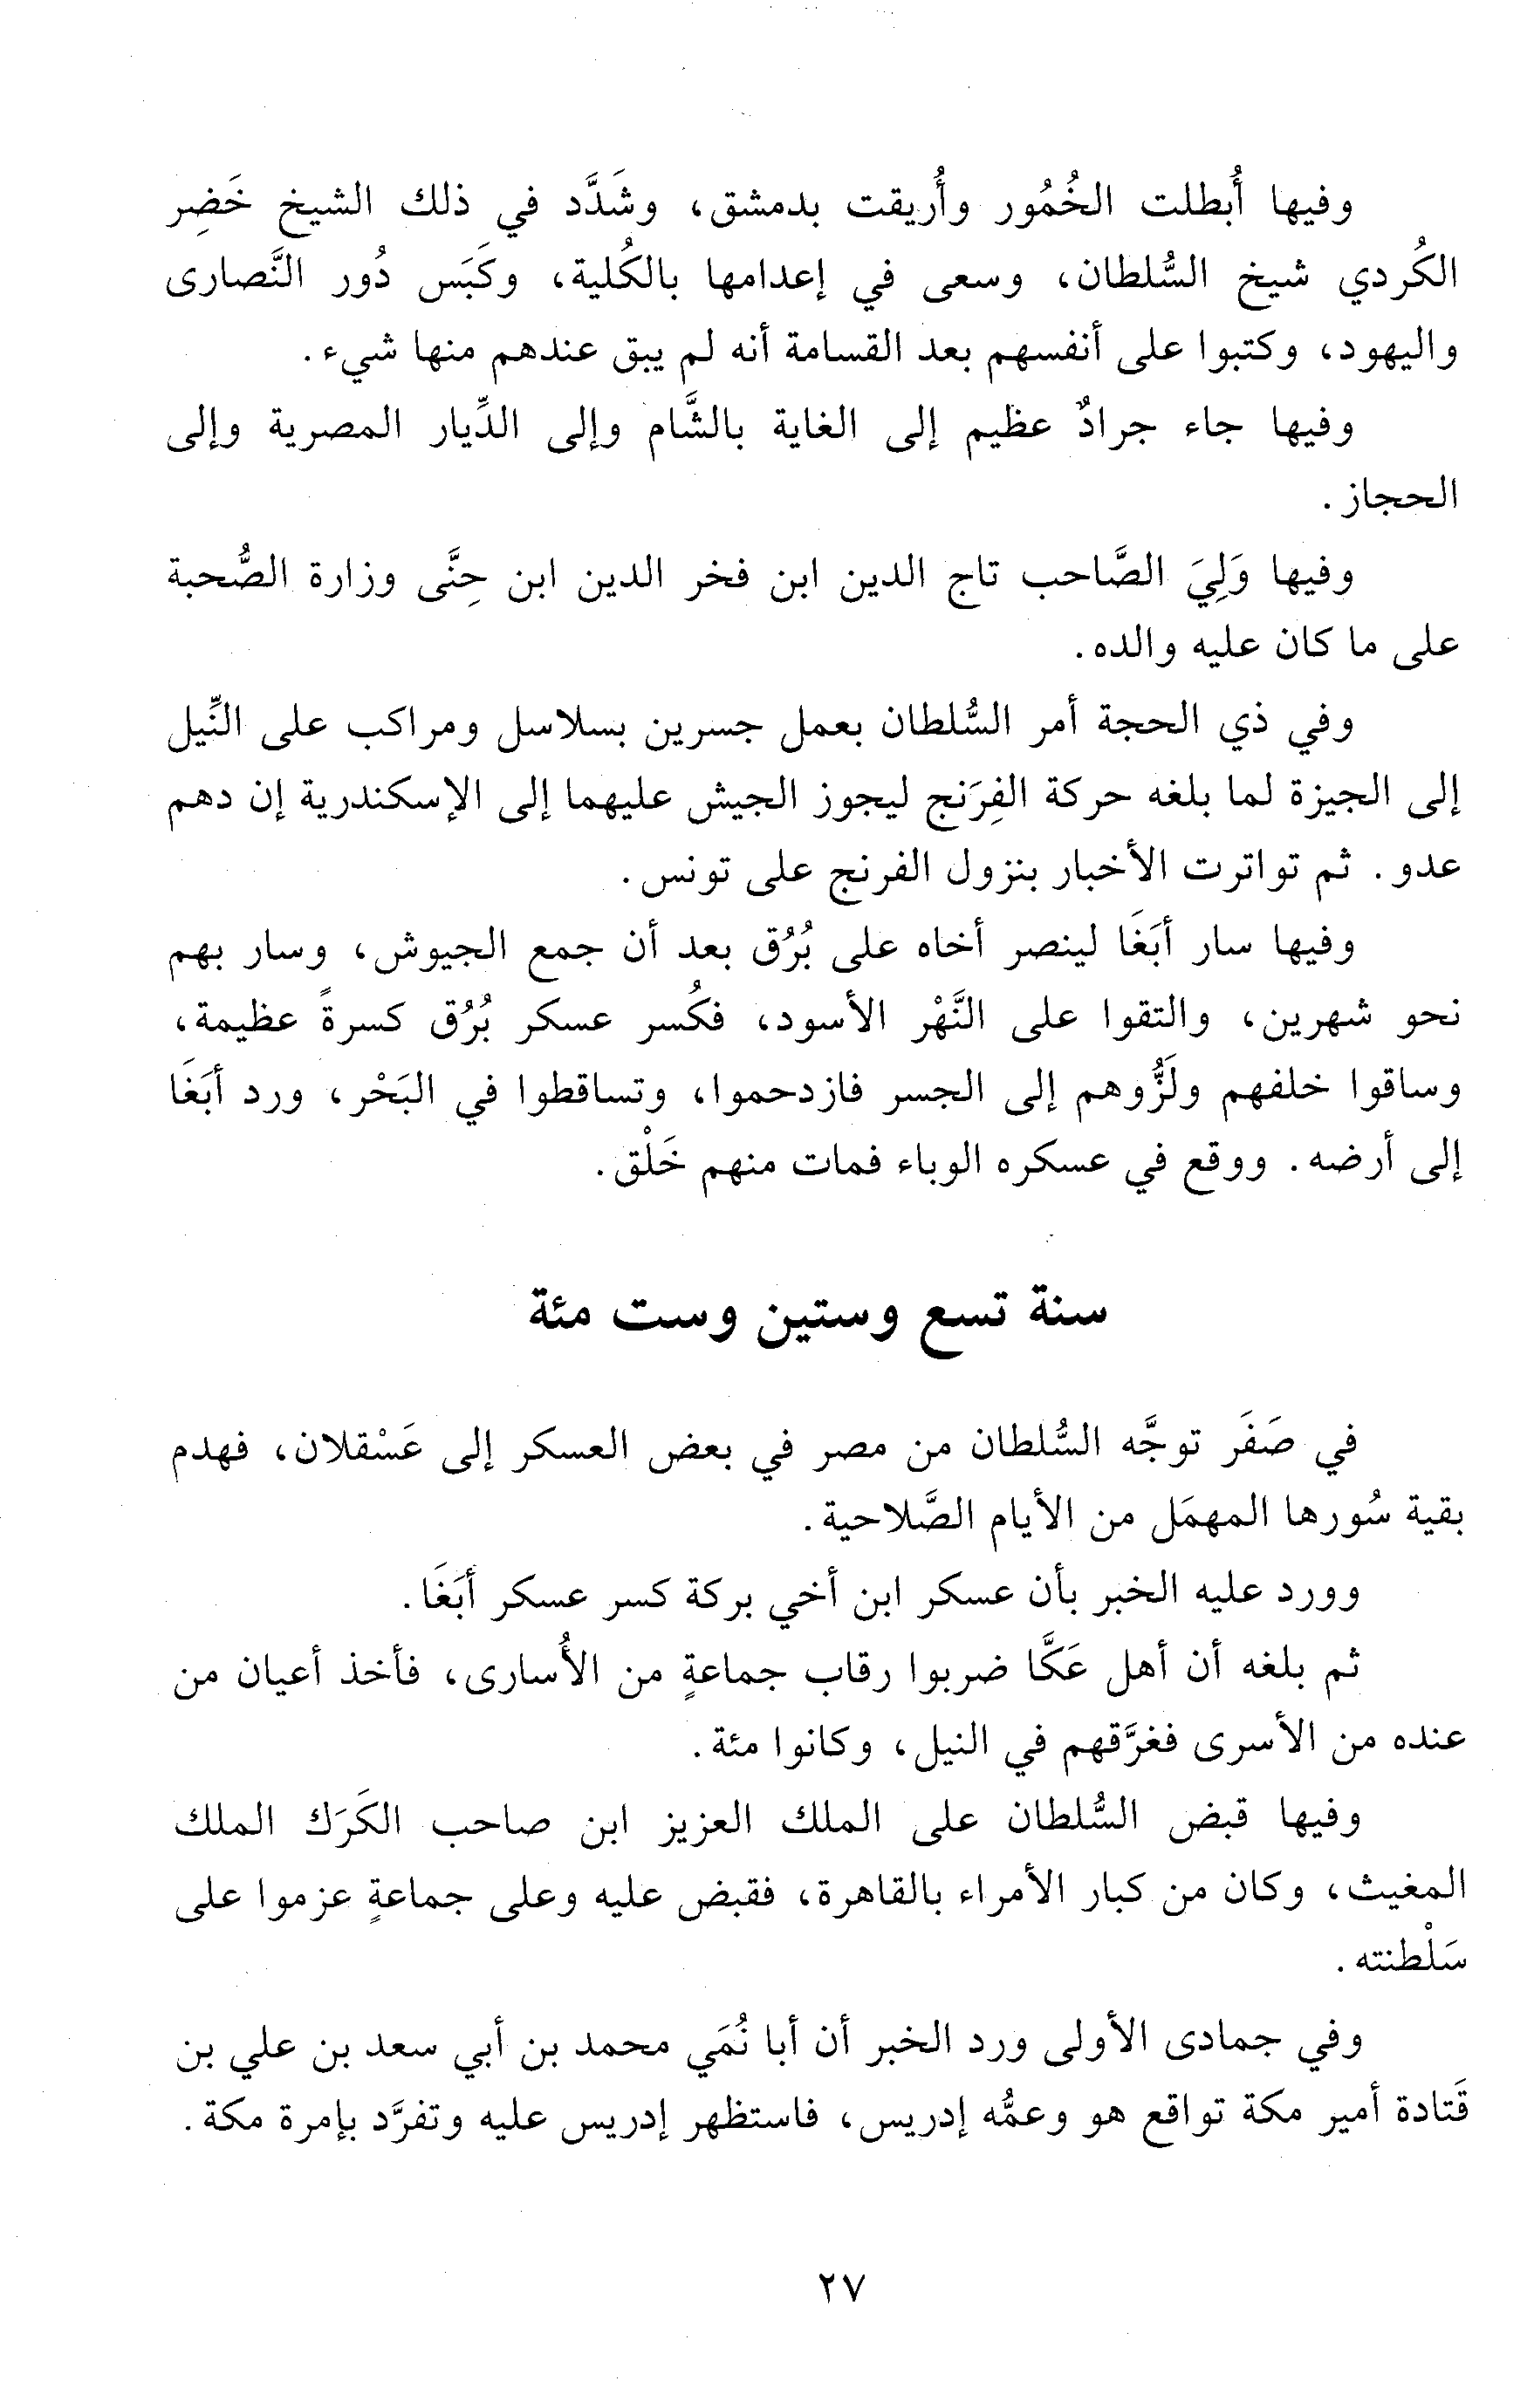 وفيها أُبطلت الخُمُور وأُريقت بدمشق، وشَدَّد في ذلك الشيخ خَضِر
الكُردي شيخ السُّلطان، وسعى في إعدامها بالكُلية، وكَبَس دُور النَّصارى
واليهود، وكتبوا على أنفسهم بعد القسامة أنه لم يبق عندهم منها شيء.
وفيها جاء جرادٌ عظيم إلى الغاية بالشَّام وإلى الدِّيار المصرية وإلى
الحجاز.
وفيها وَلِيَ الصَّاحب تاج الدين ابن فخر الدين ابن حِنَّى وزارة الصُّحبة
على ما كان عليه والده.
وفي ذي الحجة أمر السُّلطان بعمل جسرين بسلاسل ومراكب على النِّيل
إلى الجيزة لما بلغه حركة الفِرَنج ليجوز الجيش عليهما إلى الإسكندرية إن دهم
عدو. ثم تواترت الأخبار بنزول الفرنج على تونس.
وفيها سار أبَغَا لينصر أخاه على بُرُق بعد أن جمع الجيوش، وسار بهم
نحو شهرين، والتقوا على النَّهْر الأسود، فكُسر عسكر بُرُق كسرةً عظيمة،
وساقوا خلفهم ولَزُّوهم إلى الجسر فازدحموا، وتساقطوا في البَحْر، ورد أبَغَا
إلى أرضه. ووقع في عسكره الوباء فمات منهم خَلْق.
سنة تسع وستين وست مئة
في صَفَر توجَّه السُّلطان من مصر في بعض العسكر إلى عَسْقلان، فهدم
بقية سُورها المهمَل من الأيام الصَّلاحية.
وورد عليه الخبر بأن عسكر ابن أخي بركة كسر عسكر أبَغَا.
ثم بلغه أن أهل عَكَّا ضربوا رقاب جماعةٍ من الأُسارى، فأخذ أعيان من
عنده من الأسرى فغرَّقهم في النيل، وكانوا مئة.
وفيها قبض السُّلطان على الملك العزيز ابن صاحب الكَرَك الملك
المغيث، وكان من كبار الأمراء بالقاهرة، فقبض عليه وعلى جماعةٍ عزموا على
سَلْطنته.
وفي جمادى الأولى ورد الخبر أن أبا نُمَي محمد بن أبي سعد بن علي بن
قَتادة أمير مكة تواقع هو وعمُّه إدريس، فاستظهر إدريس عليه وتفرَّد بإمرة مكة.
٢٧